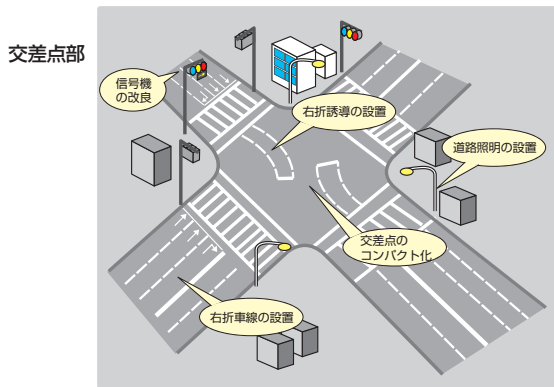 交差点部
信号機
の改良
右折誘導の設置
道路照明の設置
交差点の
コンパクト化
右折車線の設置